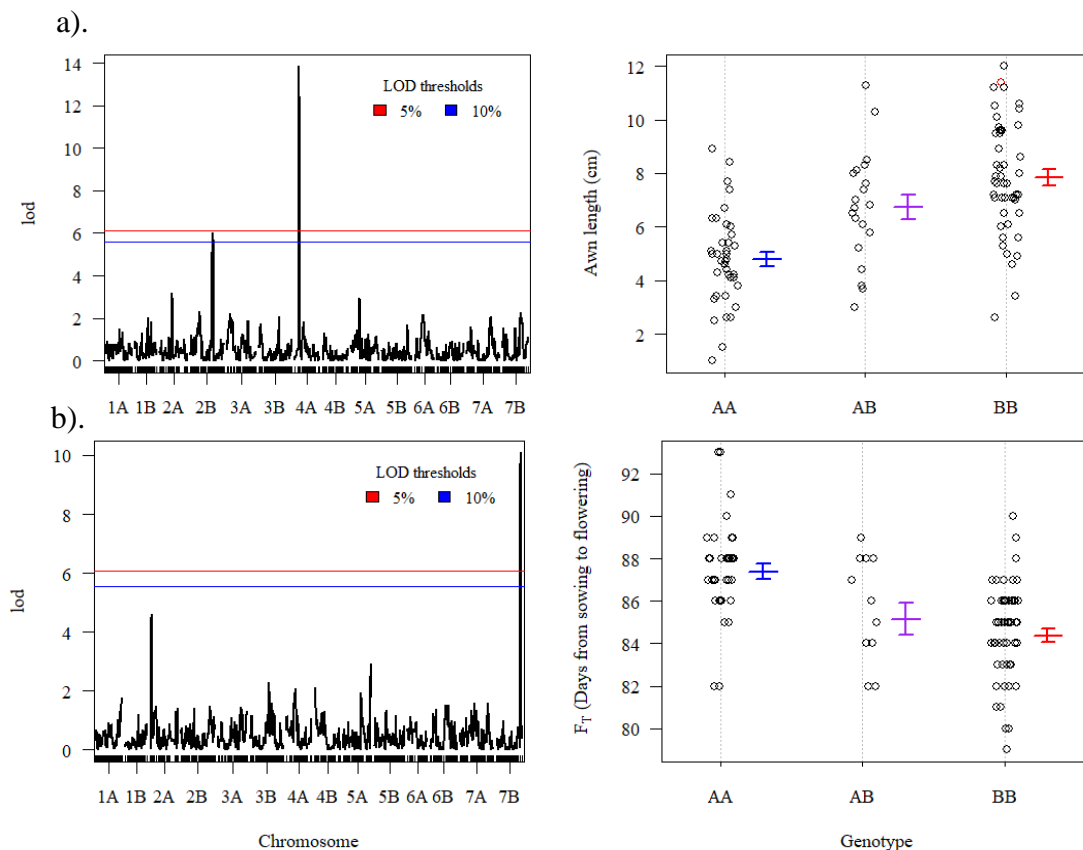 a).
14
12
10
8
6
4
2
0
lod
LOD thresholds
5% 10%
1A 1B 2A 2B 3A 3B 4A 4B 5A 5B 6A 6B 7A 7B
12
10
8
6
4
2
Awn length (cm)
AA AB BB
b).
10
8
6
4
2
0
lod
LOD thresholds
5% 10%
1A 1B 2A 2B 3A 3B 4A 4B 5A 5B 6A 6B 7A 7B
Chromosome
92
90
88
86
84
82
80
F_T (Days from sowing to flowering)
AA AB BB
Genotype